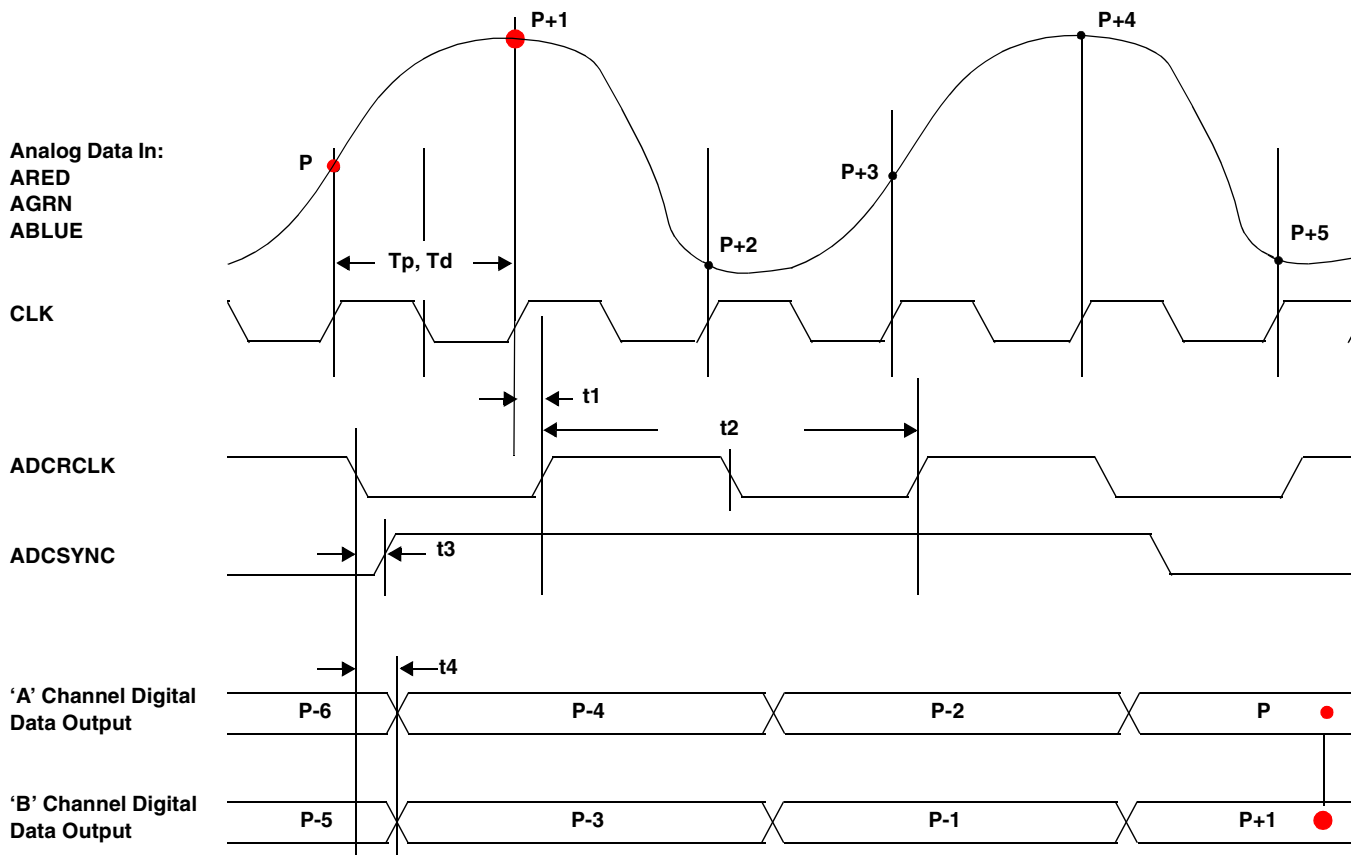 P+1
P+4
Analog Data In:
ARED
AGRN
ABLUE
P
P+3
P+2
P+5
Tp, Td
CLK
t1
t2
ADCRCLK
ADCSYNC
t3
t4
‘A’ Channel Digital
Data Output
P-6
P-4
P-2
P
‘B’ Channel Digital
Data Output
P-5
P-3
P-1
P+1